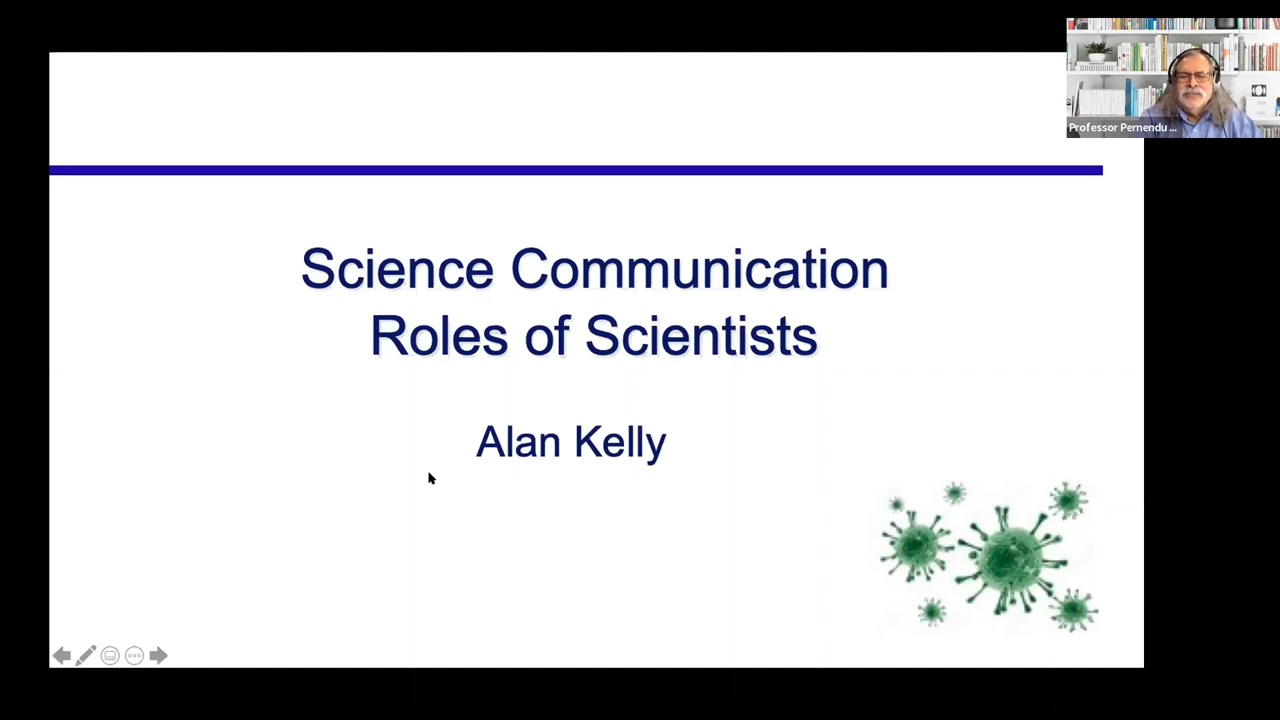 Professor Pemendu ...
Science Communication
Roles of Scientists
Alan Kelly